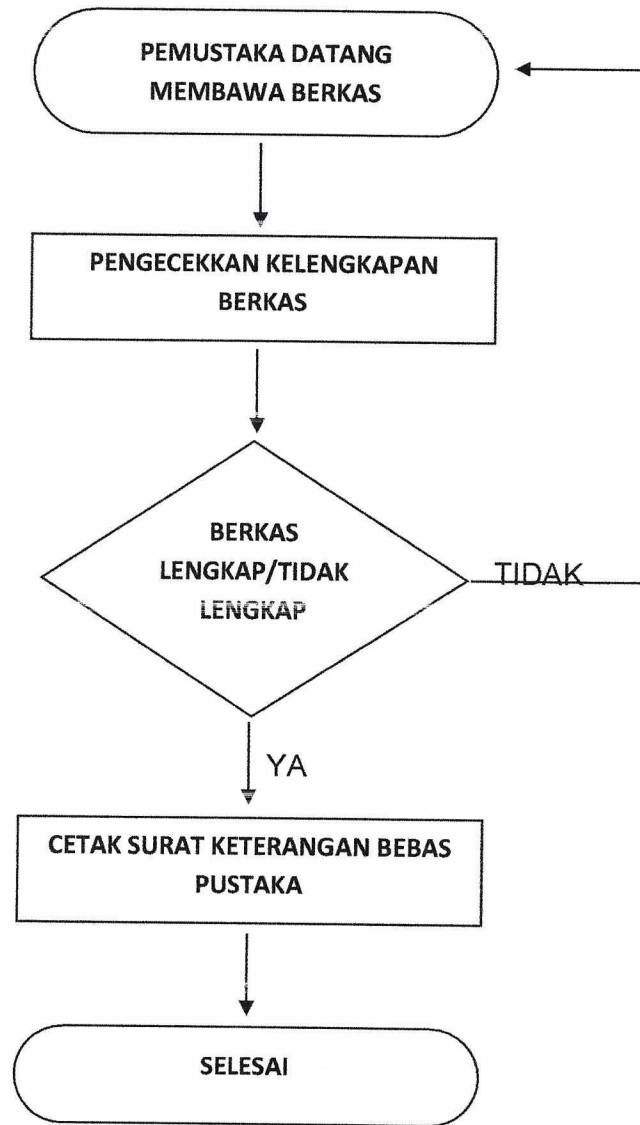 PEMUSTAKA DATANG
MEMBAWA BERKAS
PENGECEKKAN KELENGKAPAN
BERKAS
BERKAS
LENGKAP/TIDAK
LENGKAP
TIDAK
YA
CETAK SURAT KETERANGAN BEBAS
PUSTAKA
SELESAI